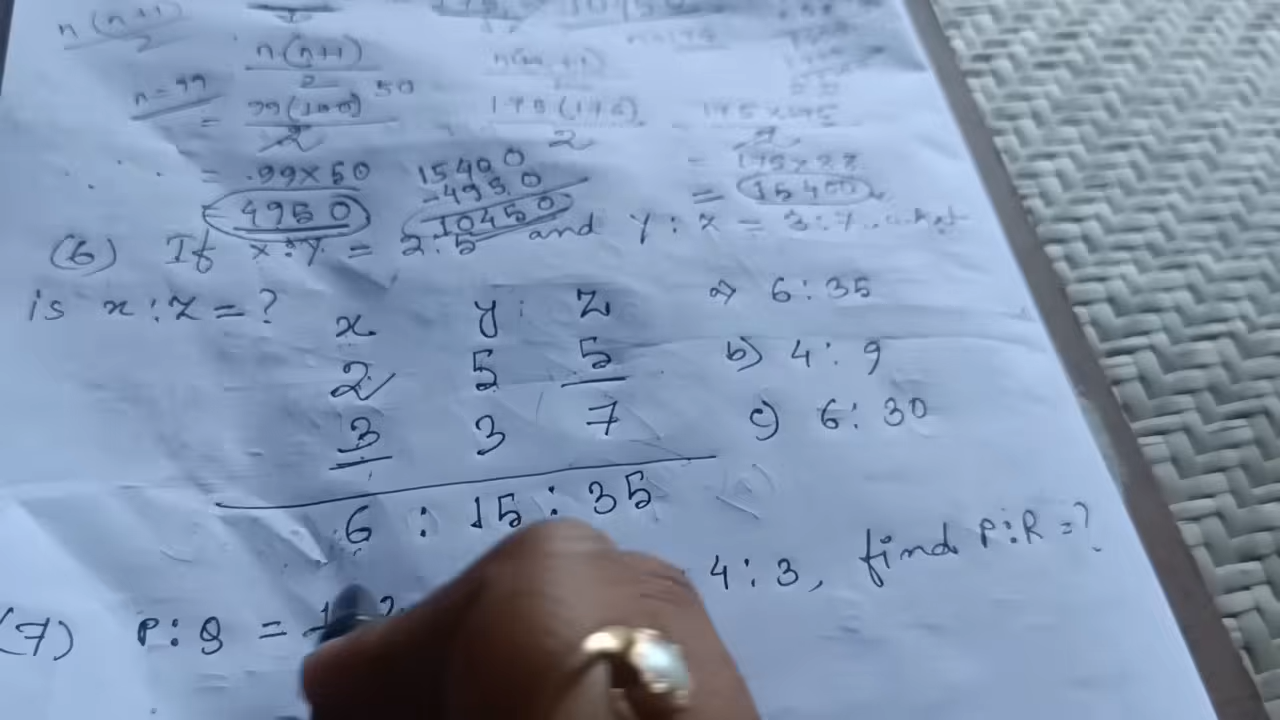 n(n+1)
2
n(n+1)
2
n=99
= 99(100) 50
2
175(176)
2
= .99×50
15400
-4950
= 4950
10450
= 15400
(6) If x:y = 2:5 and y:z = 3:7. what
is x:z=?
x y : z
2 5 5
3 3 7
6 : 15 : 35
a) 6:35
b) 4:9
c) 6:30
(7) P:Q = 4:3, find P:R=?